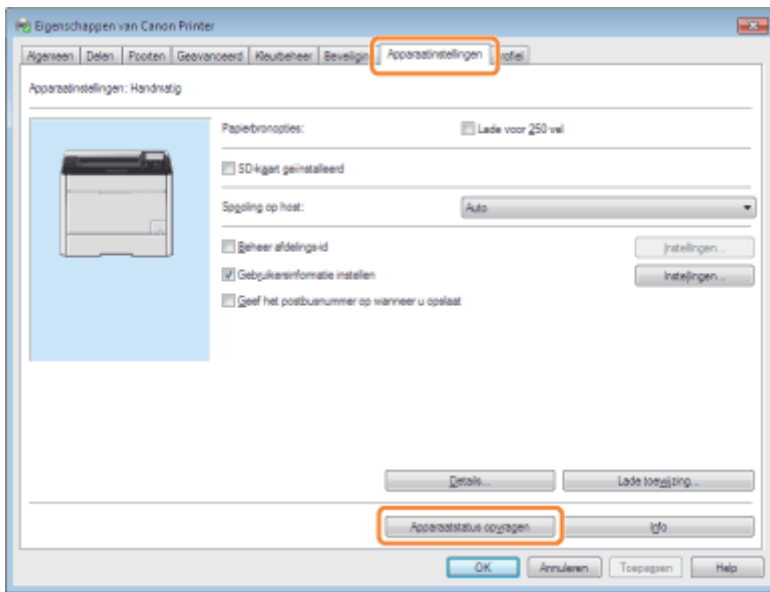 Eigenschappen van Canon Printer
Algemeen Delen Poorten Geavanceerd Kleurbeheer Beveiligin Apparaatinstellingen rofiel
Apparaatinstellingen: Handmatig
Papierbronopties: Lade voor 250 vel
SD-kaart geïnstalleerd
Spooling op host: Auto
Beheer afdelings-id Instellingen...
Gebruikersinformatie instellen Instellingen...
Geef het postbusnummer op wanneer u opslaat
Details... Lade toewijzing...
Apparaatstatus opvragen Info
OK Annuleren Toepassen Help